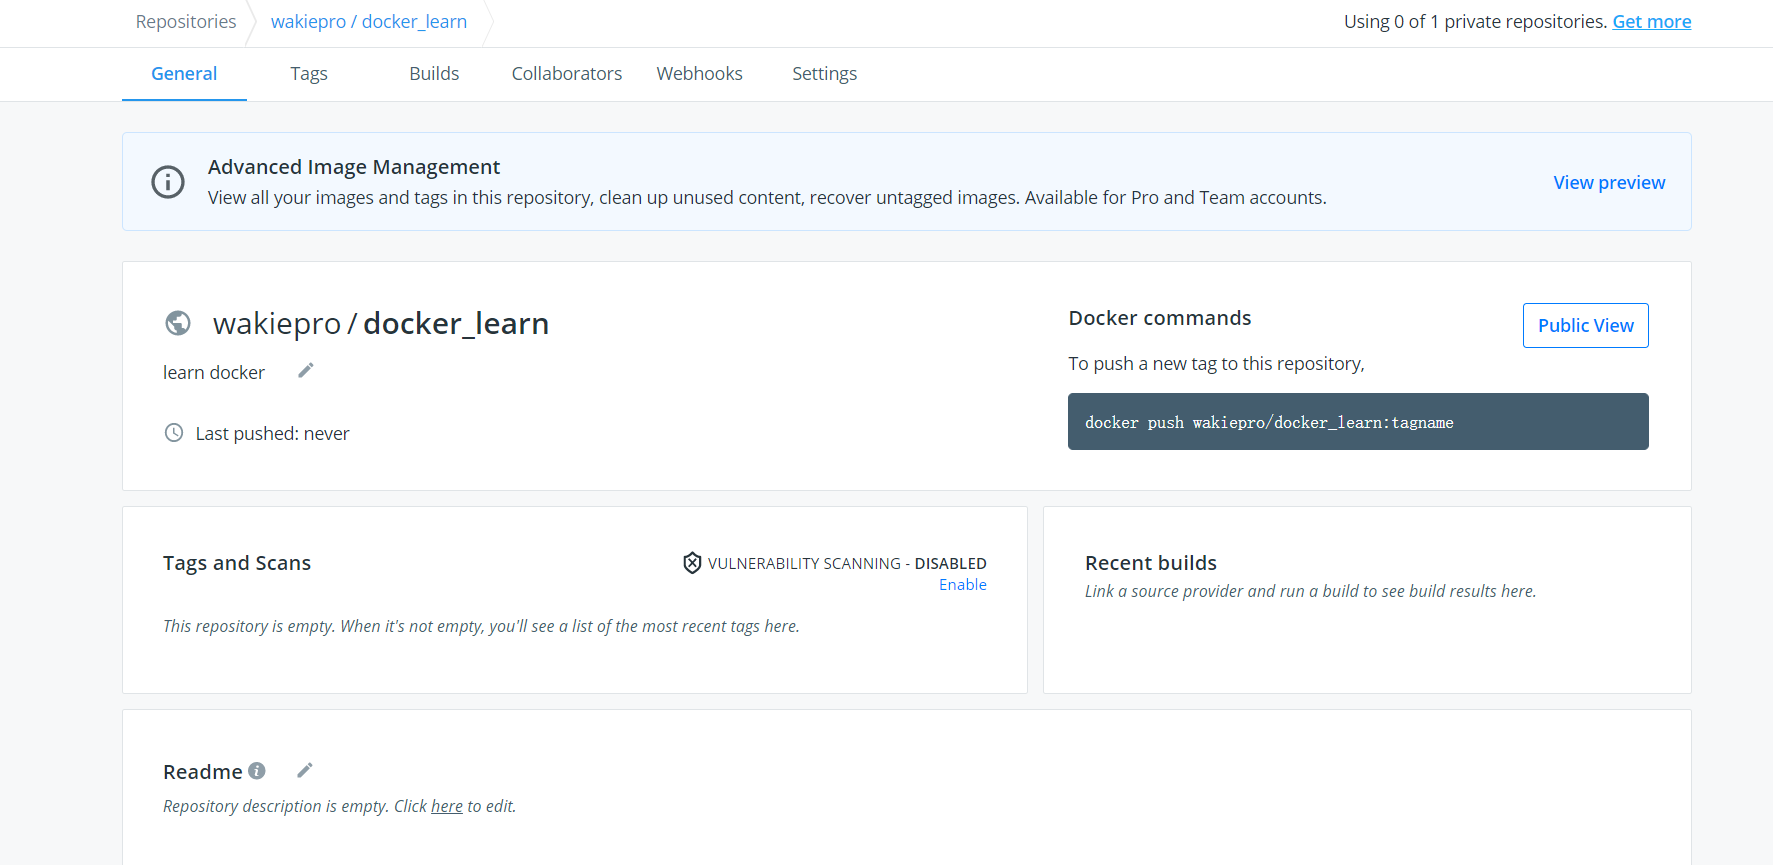 Repositories wakiepro / docker_learn Using 0 of 1 private repositories. Get more
General Tags Builds Collaborators Webhooks Settings
Advanced Image Management
View all your images and tags in this repository, clean up unused content, recover untagged images. Available for Pro and Team accounts.
View preview
wakiepro / docker_learn
learn docker
Last pushed: never
Docker commands
Public View
To push a new tag to this repository,
docker push wakiepro/docker_learn:tagname
Tags and Scans
VULNERABILITY SCANNING - DISABLED
Enable
This repository is empty. When it's not empty, you'll see a list of the most recent tags here.
Recent builds
Link a source provider and run a build to see build results here.
Readme
Repository description is empty. Click here to edit.